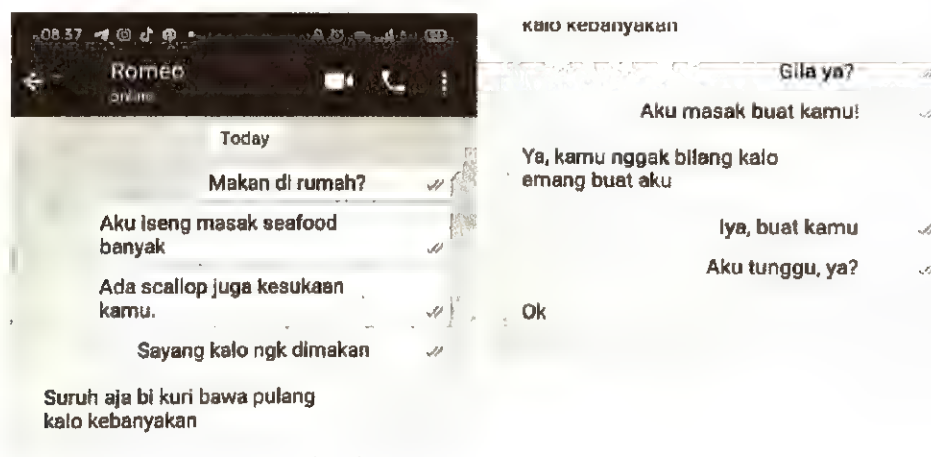 08.37
Romeo
online
Today
Makan di rumah?
Aku iseng masak seafood
banyak
Ada scallop juga kesukaan
kamu.
Sayang kalo ngk dimakan
Suruh aja bi kuri bawa pulang
kalo kebanyakan
kalo kebanyakan
Gila ya?
Aku masak buat kamu!
Ya, kamu nggak bilang kalo
emang buat aku
Iya, buat kamu
Aku tunggu, ya?
Ok